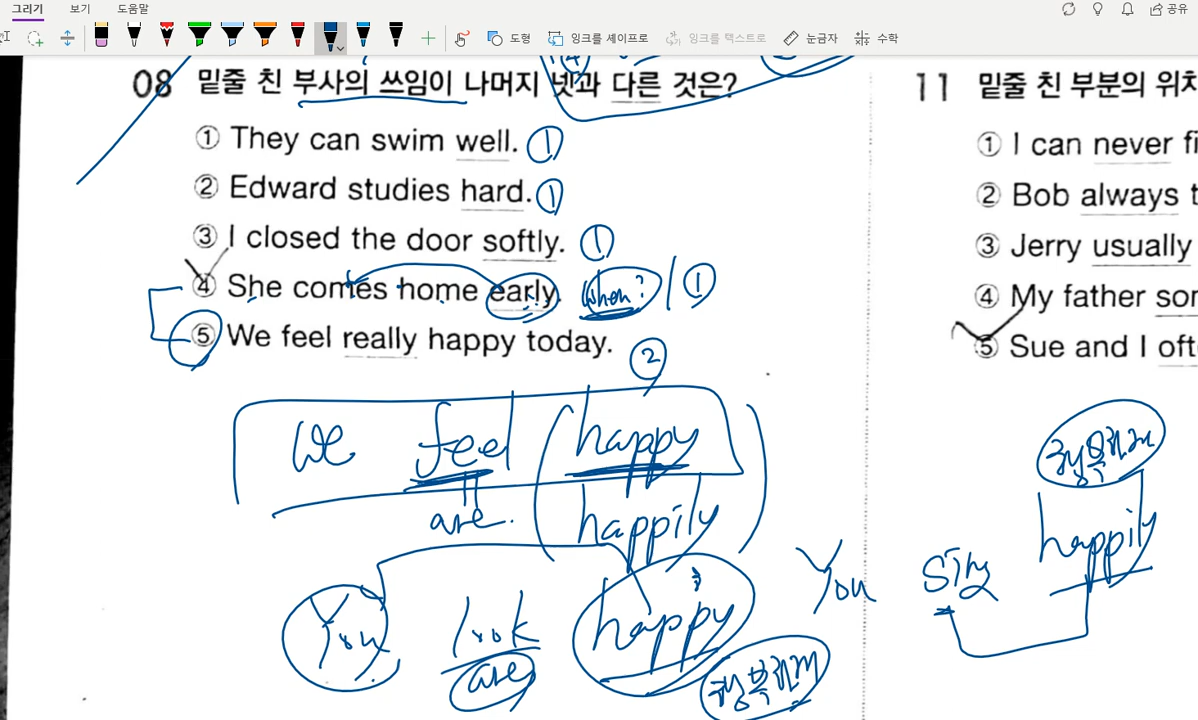 그리기 보기 도움말 공유
도형 잉크를 셰이프로 잉크를 텍스트로 눈금자 수학
08 밑줄 친 부사의 쓰임이 나머지 넷과 다른 것은?
① They can swim well. ①
② Edward studies hard. ①
③ I closed the door softly. ①
④ She comes home early. when? / ①
⑤ We feel really happy today.
②
We feel (happy
are. happily)
You look happy
are 행복하게
You sing happily
행복하게
11 밑줄 친 부분의 위치
① I can never fi
② Bob always t
③ Jerry usually
④ My father sor
⑤ Sue and I oft